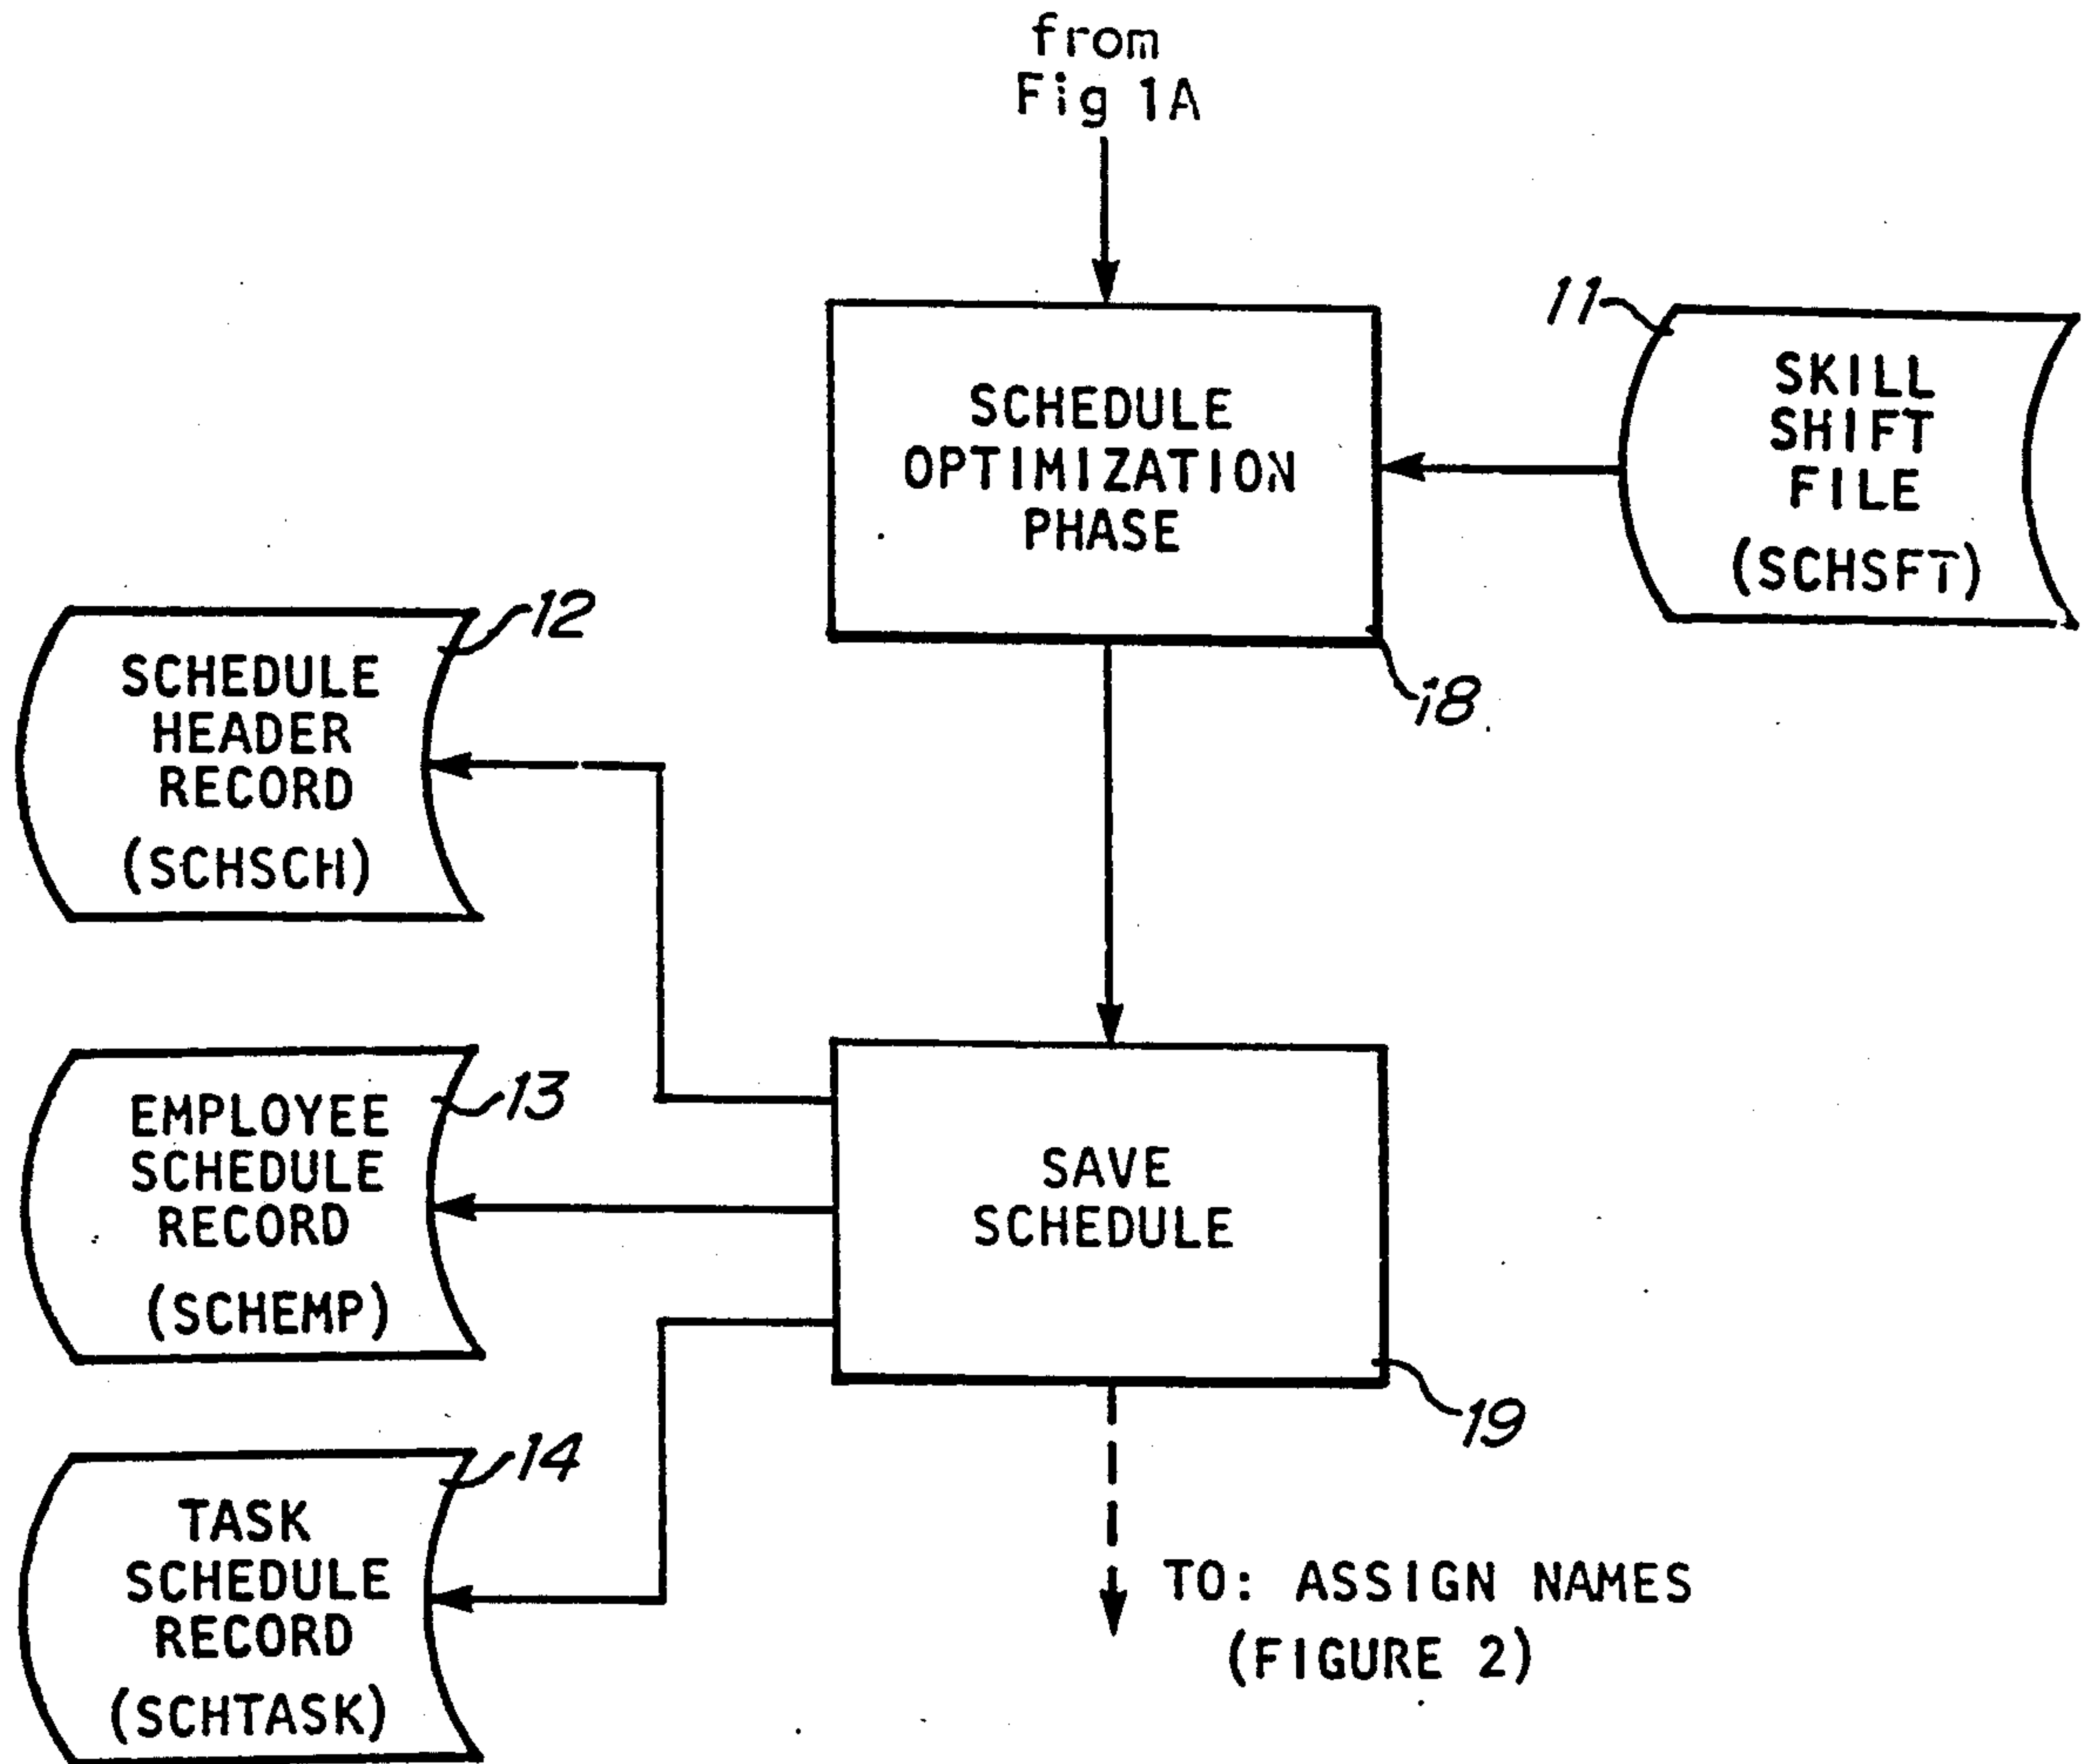 from
Fig 1A
SCHEDULE
OPTIMIZATION
PHASE
18
11
SKILL
SHIFT
FILE
(SCHSFT)
12
SCHEDULE
HEADER
RECORD
(SCHSCH)
13
EMPLOYEE
SCHEDULE
RECORD
(SCHEMP)
SAVE
SCHEDULE
19
14
TASK
SCHEDULE
RECORD
(SCHTASK)
TO: ASSIGN NAMES
(FIGURE 2)